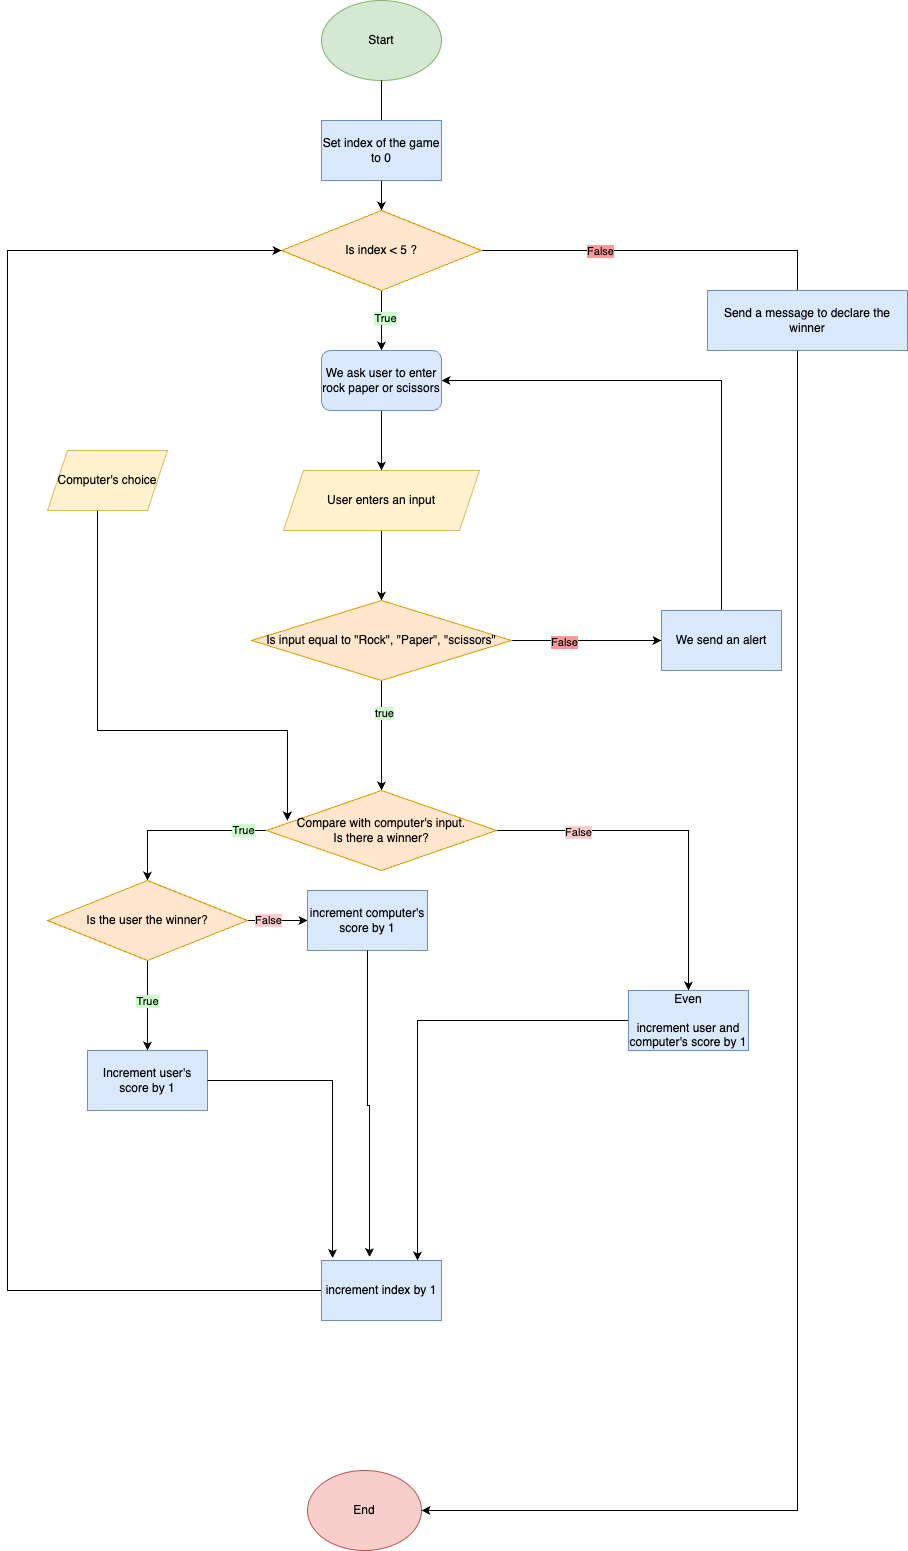 Start
Set index of the game
to 0
Is index < 5 ?
False
True
Send a message to declare the
winner
We ask user to enter
rock paper or scissors
Computer's choice
User enters an input
Is input equal to "Rock", "Paper", "scissors"
False
We send an alert
true
Compare with computer's input.
Is there a winner?
True
False
Is the user the winner?
False
increment computer's
score by 1
True
Even
increment user and
computer's score by 1
Increment user's
score by 1
increment index by 1
End